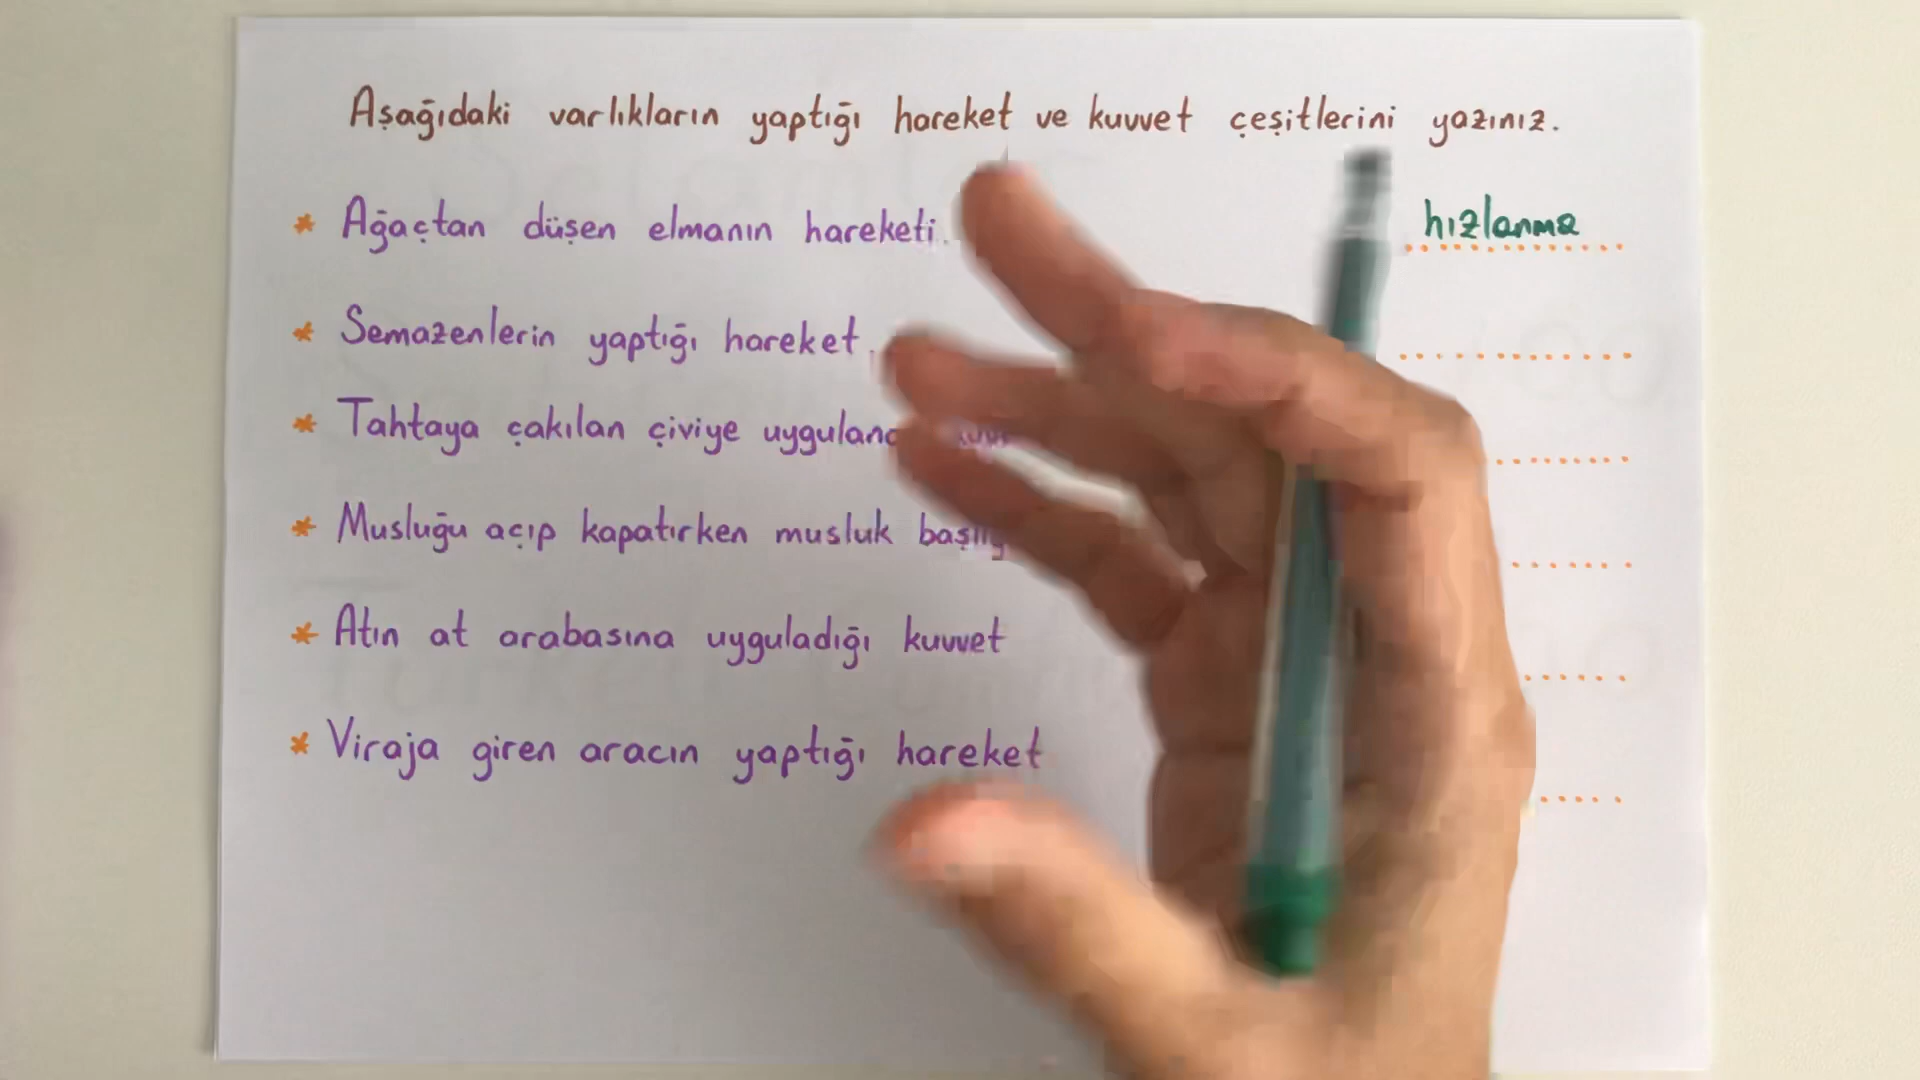 Aşağıdaki varlıkların yaptığı hareket ve kuvvet çeşitlerini yazınız.
* Ağaçtan düşen elmanın hareketi. hızlanma
* Semazenlerin yaptığı hareket.
* Tahtaya çakılan çiviye
* Musluğu açıp kapatırken musluk
* Atın at arabasına uyguladığı kuvvet
* Viraja giren aracın yaptığı hareket